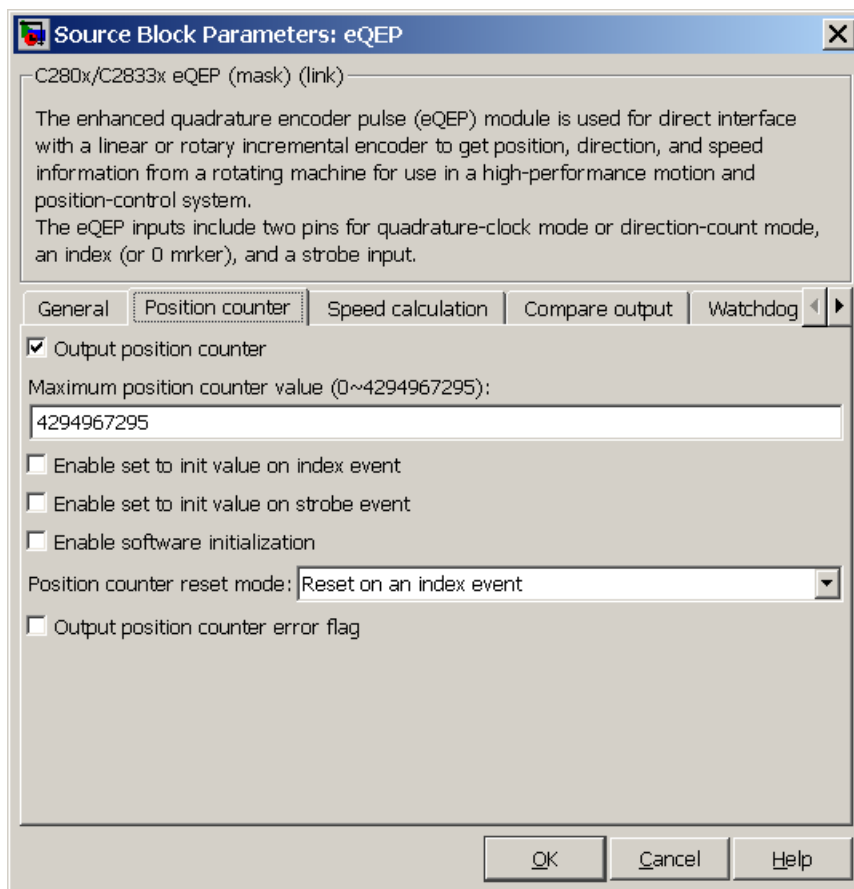 Source Block Parameters: eQEP
C280x/C2833x eQEP (mask) (link)
The enhanced quadrature encoder pulse (eQEP) module is used for direct interface
with a linear or rotary incremental encoder to get position, direction, and speed
information from a rotating machine for use in a high-performance motion and
position-control system.
The eQEP inputs include two pins for quadrature-clock mode or direction-count mode,
an index (or 0 mrker), and a strobe input.
General Position counter Speed calculation Compare output Watchdog
Output position counter
Maximum position counter value (0~4294967295):
4294967295
Enable set to init value on index event
Enable set to init value on strobe event
Enable software initialization
Position counter reset mode: Reset on an index event
Output position counter error flag
OK Cancel Help